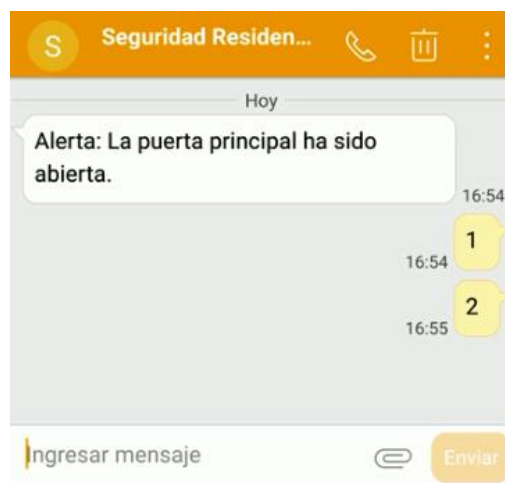 S
Seguridad Residen...
Hoy
Alerta: La puerta principal ha sido
abierta.
16:54
1
16:54
2
16:55
Ingresar mensaje
Enviar